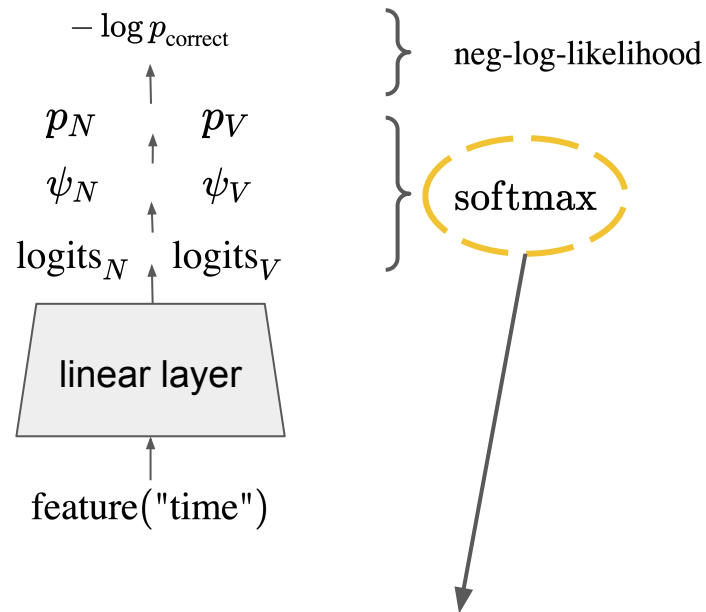 − log p_correct
neg-log-likelihood
p_N p_V
ψ_N ψ_V
softmax
logits_N logits_V
linear layer
feature("time")